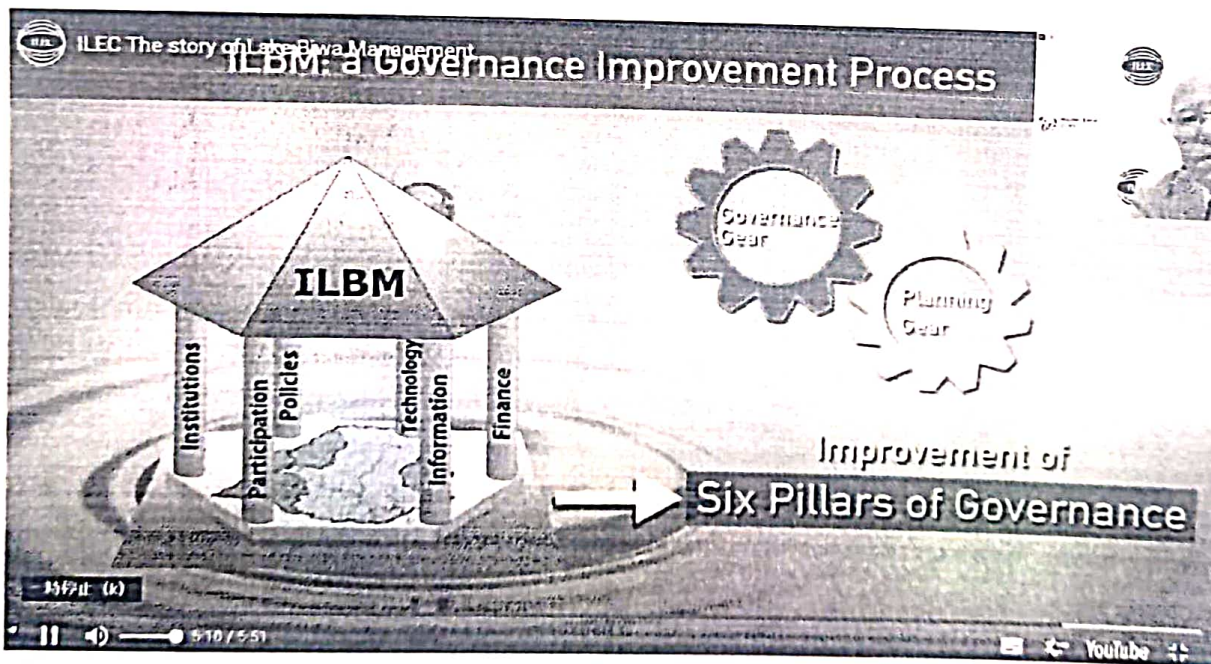 ILEC The story of Lake Biwa Management
ILBM: a Governance Improvement Process
ILEC
Governance
Gear
Planning
Gear
ILBM
Institutions
Participation
Policies
Technology
Information
Finance
Improvement of
Six Pillars of Governance
一時停止 (k)
5:10 / 5:51
YouTube